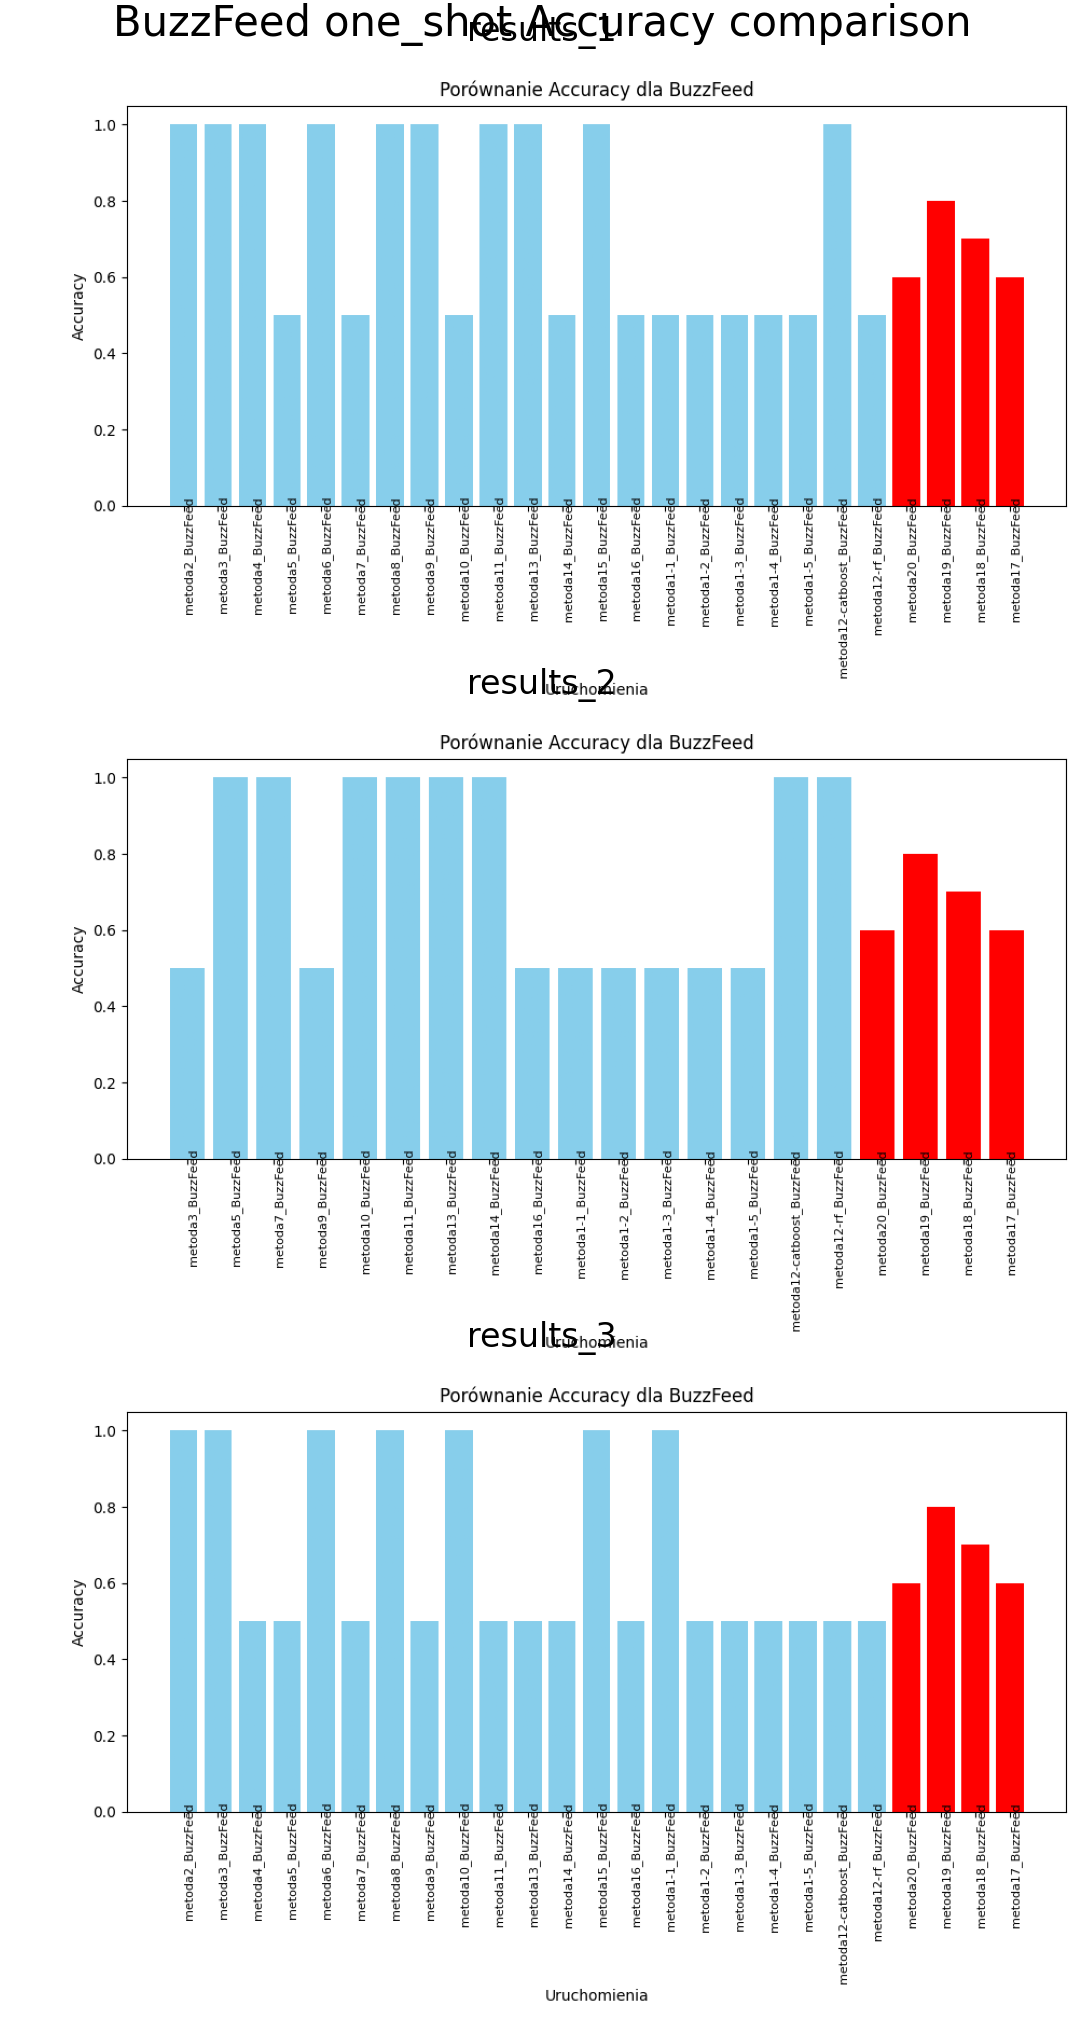 BuzzFeed one_shot Accuracy comparison
results_1
Porównanie Accuracy dla BuzzFeed
Accuracy
1.0
0.8
0.6
0.4
0.2
0.0
metoda2_BuzzFeed
metoda3_BuzzFeed
metoda4_BuzzFeed
metoda5_BuzzFeed
metoda6_BuzzFeed
metoda7_BuzzFeed
metoda8_BuzzFeed
metoda9_BuzzFeed
metoda10_BuzzFeed
metoda11_BuzzFeed
metoda13_BuzzFeed
metoda14_BuzzFeed
metoda15_BuzzFeed
metoda16_BuzzFeed
metoda1-1_BuzzFeed
metoda1-2_BuzzFeed
metoda1-3_BuzzFeed
metoda1-4_BuzzFeed
metoda1-5_BuzzFeed
metoda12-catboost_BuzzFeed
metoda12-rf_BuzzFeed
metoda20_BuzzFeed
metoda19_BuzzFeed
metoda18_BuzzFeed
metoda17_BuzzFeed
Uruchomienia
results_2
Porównanie Accuracy dla BuzzFeed
Accuracy
1.0
0.8
0.6
0.4
0.2
0.0
metoda3_BuzzFeed
metoda5_BuzzFeed
metoda7_BuzzFeed
metoda9_BuzzFeed
metoda10_BuzzFeed
metoda11_BuzzFeed
metoda13_BuzzFeed
metoda14_BuzzFeed
metoda16_BuzzFeed
metoda1-1_BuzzFeed
metoda1-2_BuzzFeed
metoda1-3_BuzzFeed
metoda1-4_BuzzFeed
metoda1-5_BuzzFeed
metoda12-catboost_BuzzFeed
metoda12-rf_BuzzFeed
metoda20_BuzzFeed
metoda19_BuzzFeed
metoda18_BuzzFeed
metoda17_BuzzFeed
Uruchomienia
results_3
Porównanie Accuracy dla BuzzFeed
Accuracy
1.0
0.8
0.6
0.4
0.2
0.0
metoda2_BuzzFeed
metoda3_BuzzFeed
metoda4_BuzzFeed
metoda5_BuzzFeed
metoda6_BuzzFeed
metoda7_BuzzFeed
metoda8_BuzzFeed
metoda9_BuzzFeed
metoda10_BuzzFeed
metoda11_BuzzFeed
metoda13_BuzzFeed
metoda14_BuzzFeed
metoda15_BuzzFeed
metoda16_BuzzFeed
metoda1-1_BuzzFeed
metoda1-2_BuzzFeed
metoda1-3_BuzzFeed
metoda1-4_BuzzFeed
metoda1-5_BuzzFeed
metoda12-catboost_BuzzFeed
metoda12-rf_BuzzFeed
metoda20_BuzzFeed
metoda19_BuzzFeed
metoda18_BuzzFeed
metoda17_BuzzFeed
Uruchomienia